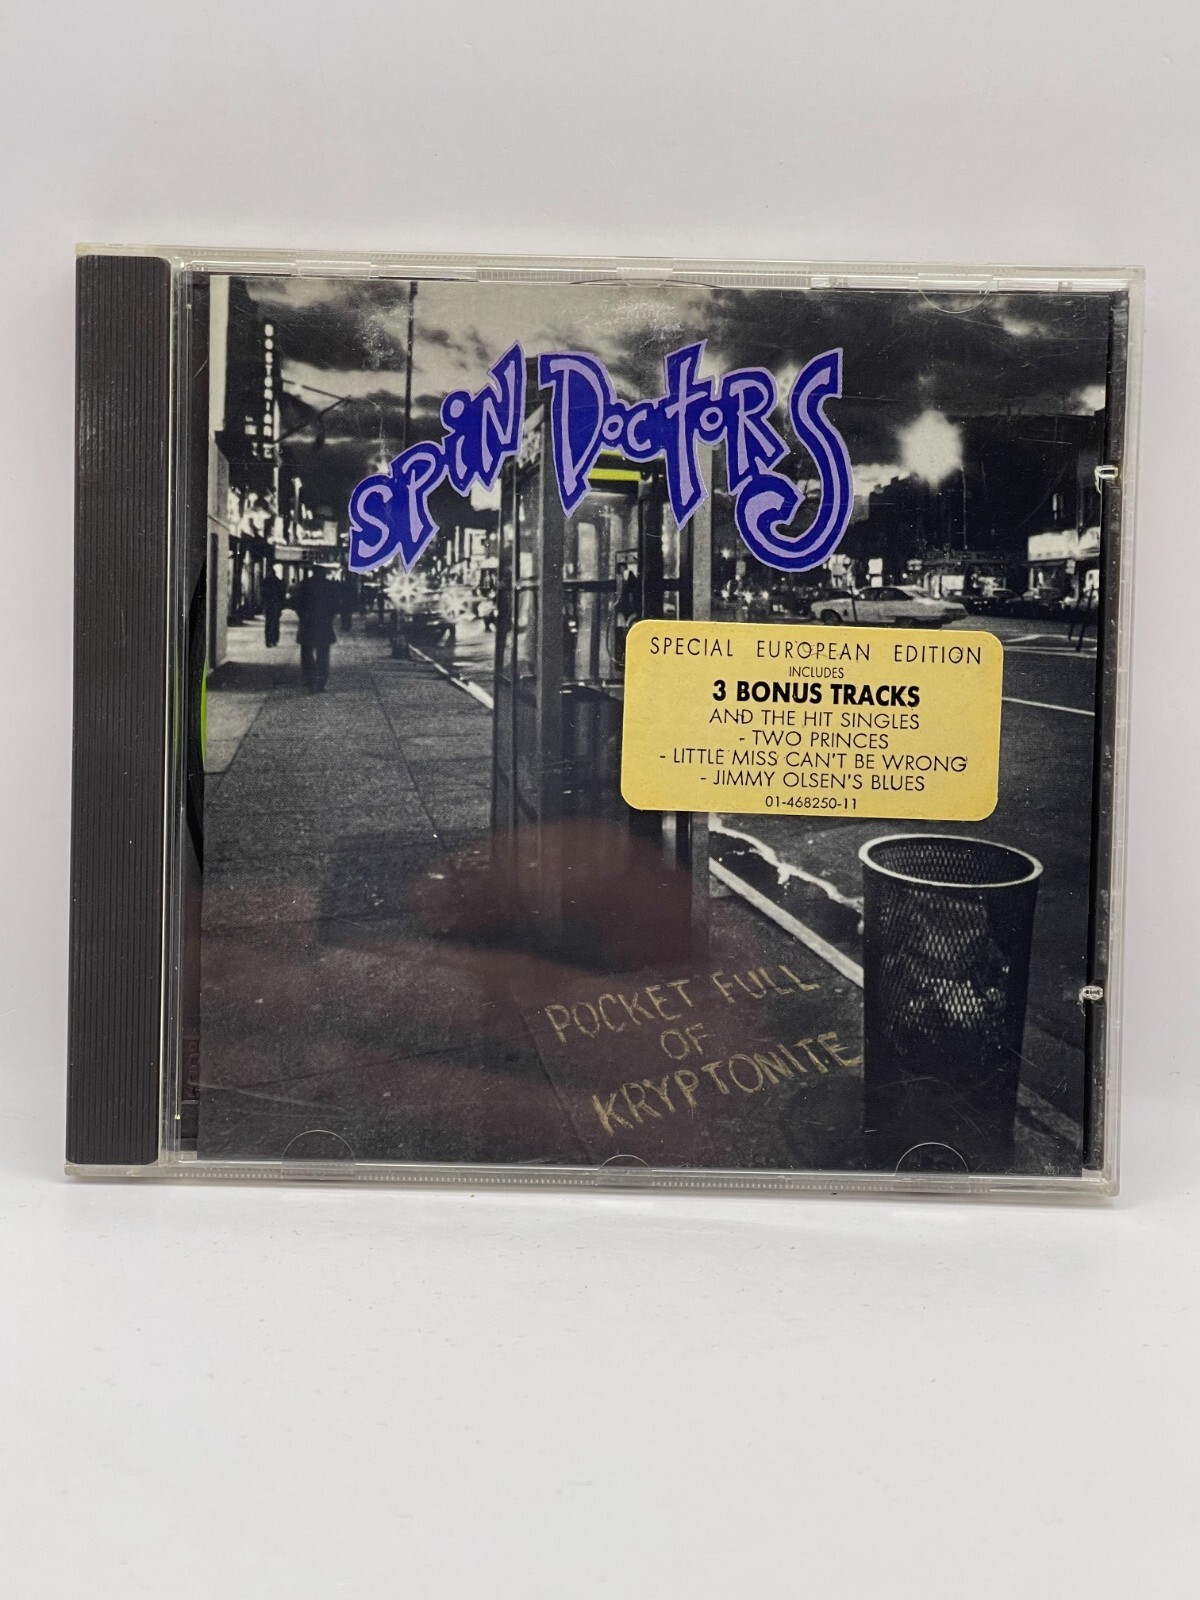 SPiN DOCTORS
BOSTONIAN
SPECIAL EUROPEAN EDITION
INCLUDES
3 BONUS TRACKS
AND THE HIT SINGLES
- TWO PRINCES
- LITTLE MISS CAN'T BE WRONG
- JIMMY OLSEN'S BLUES
01-468250-11
POCKET FULL
OF
KRYPTONITE